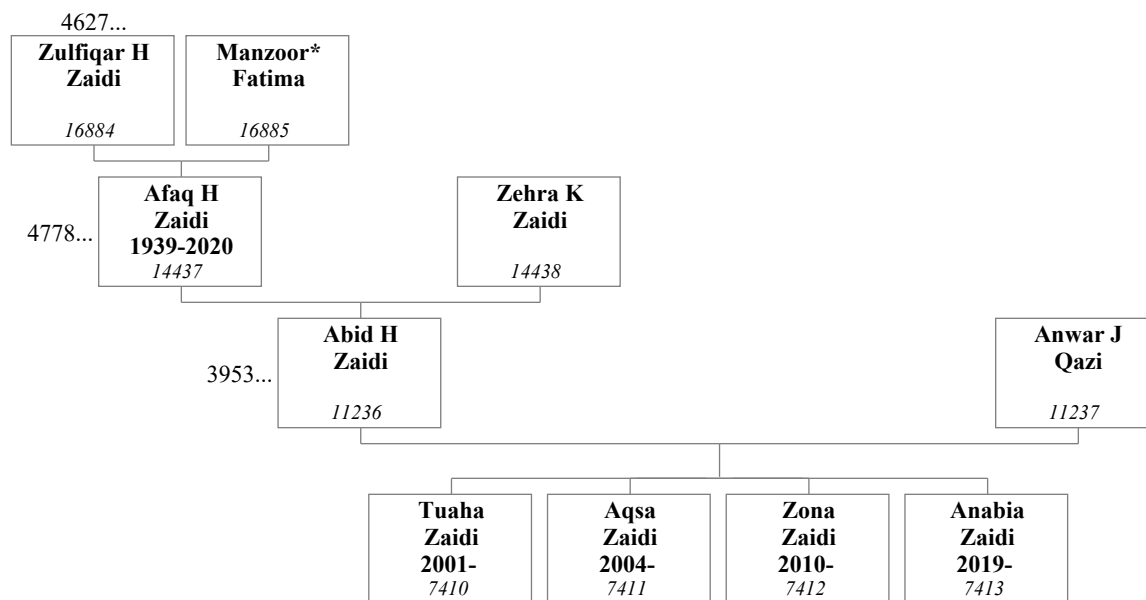 4627...
Zulfiqar H
Zaidi
16884
Manzoor*
Fatima
16885
4778...
Afaq H
Zaidi
1939-2020
14437
Zehra K
Zaidi
14438
3953...
Abid H
Zaidi
11236
Anwar J
Qazi
11237
Tuaha
Zaidi
2001-
7410
Aqsa
Zaidi
2004-
7411
Zona
Zaidi
2010-
7412
Anabia
Zaidi
2019-
7413